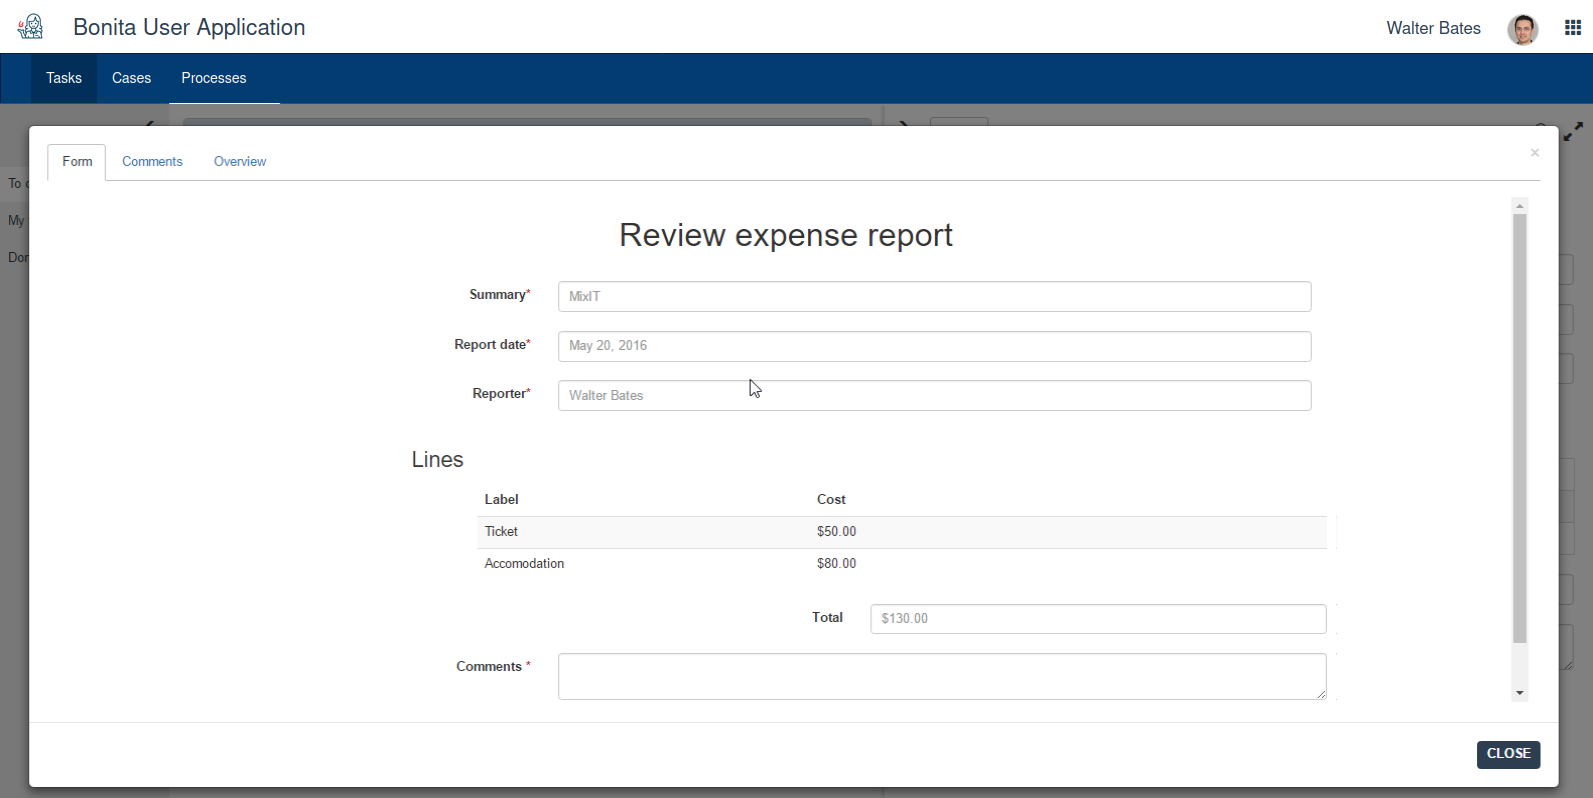 Bonita User Application
Walter Bates
Tasks Cases Processes
Form Comments Overview
×
To
My
Review expense report
Summary*
MixIT
Report date*
May 20, 2016
Reporter*
Walter Bates
Lines
Label Cost
Ticket $50.00
Accomodation $80.00
Total $130.00
Comments *
CLOSE